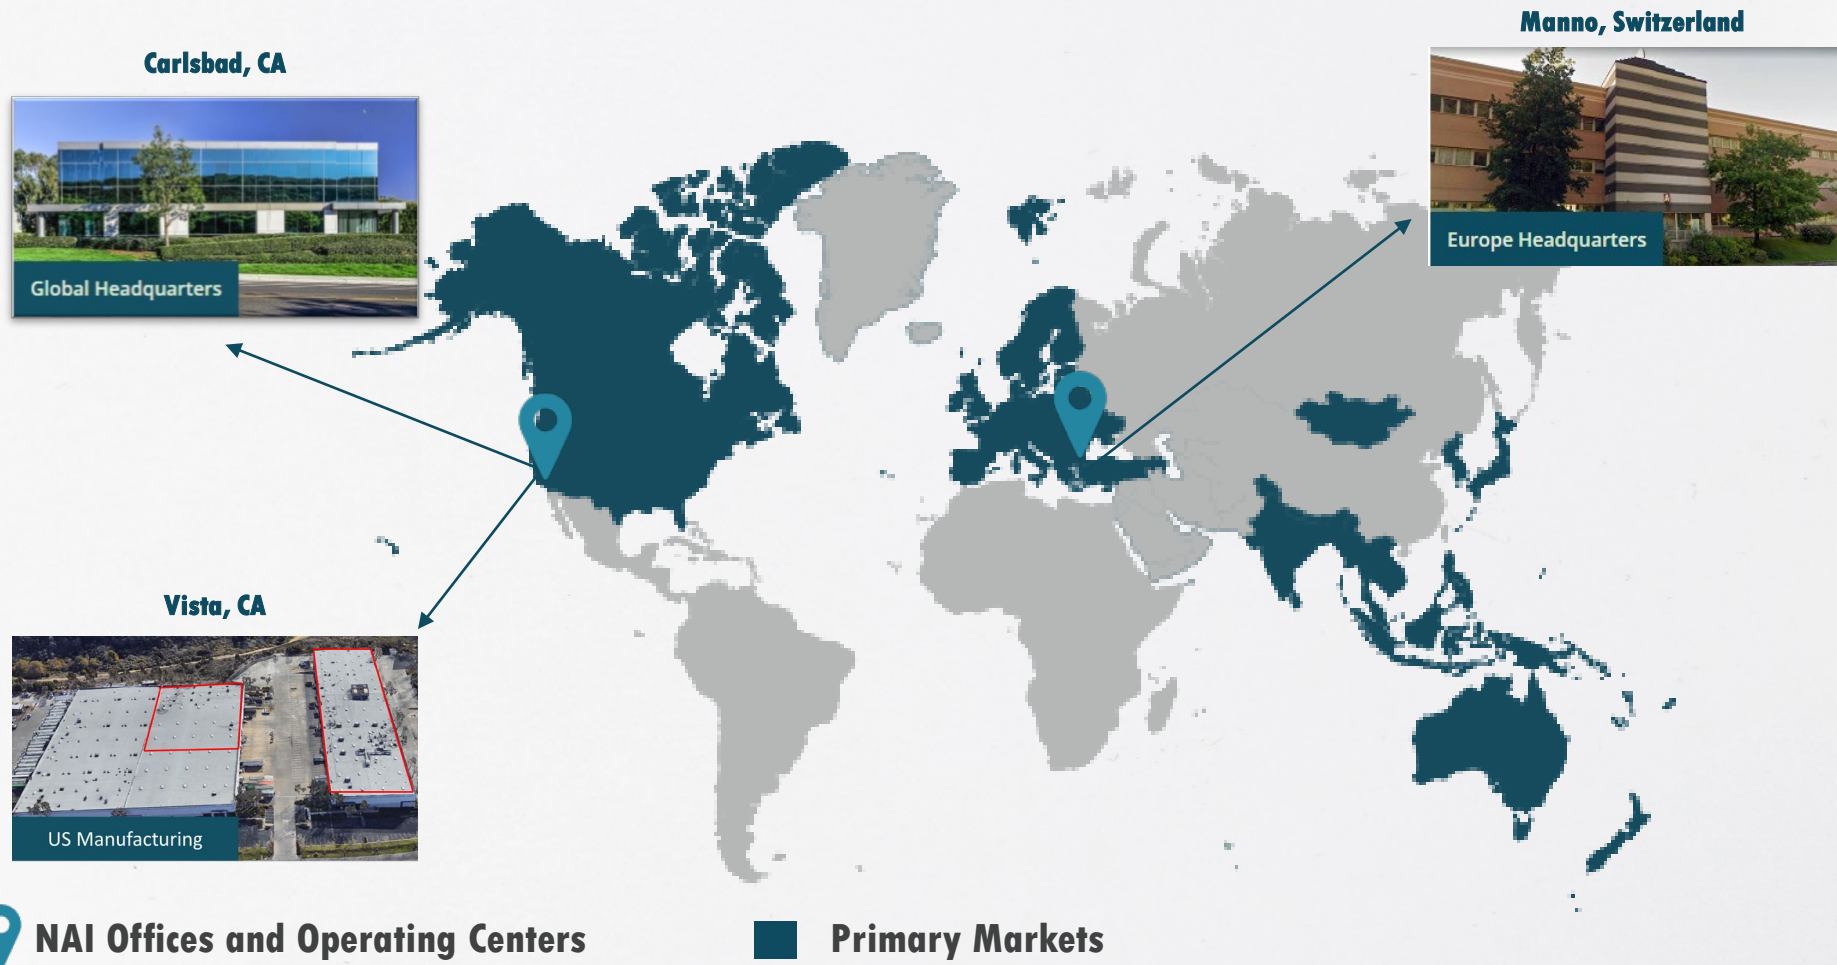 Manno, Switzerland
Carlsbad, CA
Europe Headquarters
Global Headquarters
Vista, CA
US Manufacturing
NAI Offices and Operating Centers
Primary Markets